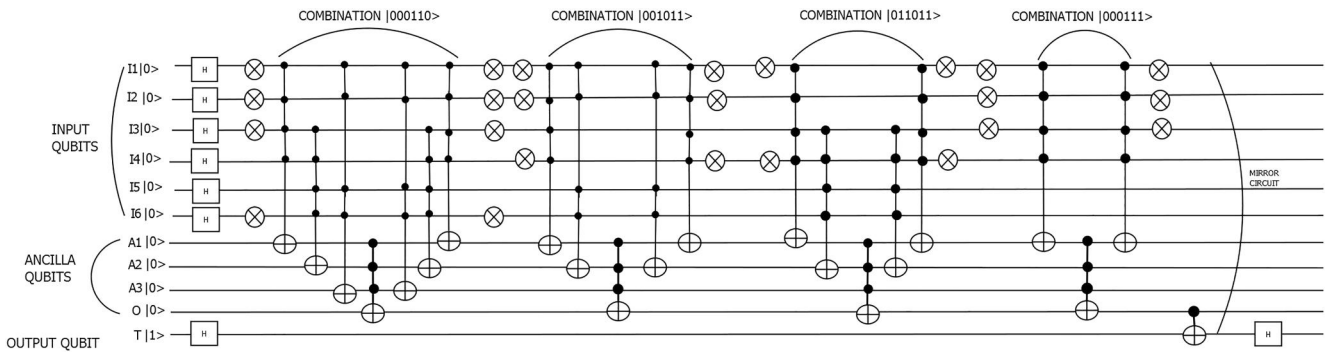 COMBINATION |000110>
COMBINATION |001011>
COMBINATION |011011>
COMBINATION |000111>
INPUT
QUBITS
I1|0>
H
I2 |0>
H
I3|0>
H
I4|0>
H
I5|0>
H
I6 |0>
H
MIRROR
CIRCUIT
ANCILLA
QUBITS
A1|0>
A2|0>
A3 |0>
O |0>
OUTPUT QUBIT
T |1>
H
H